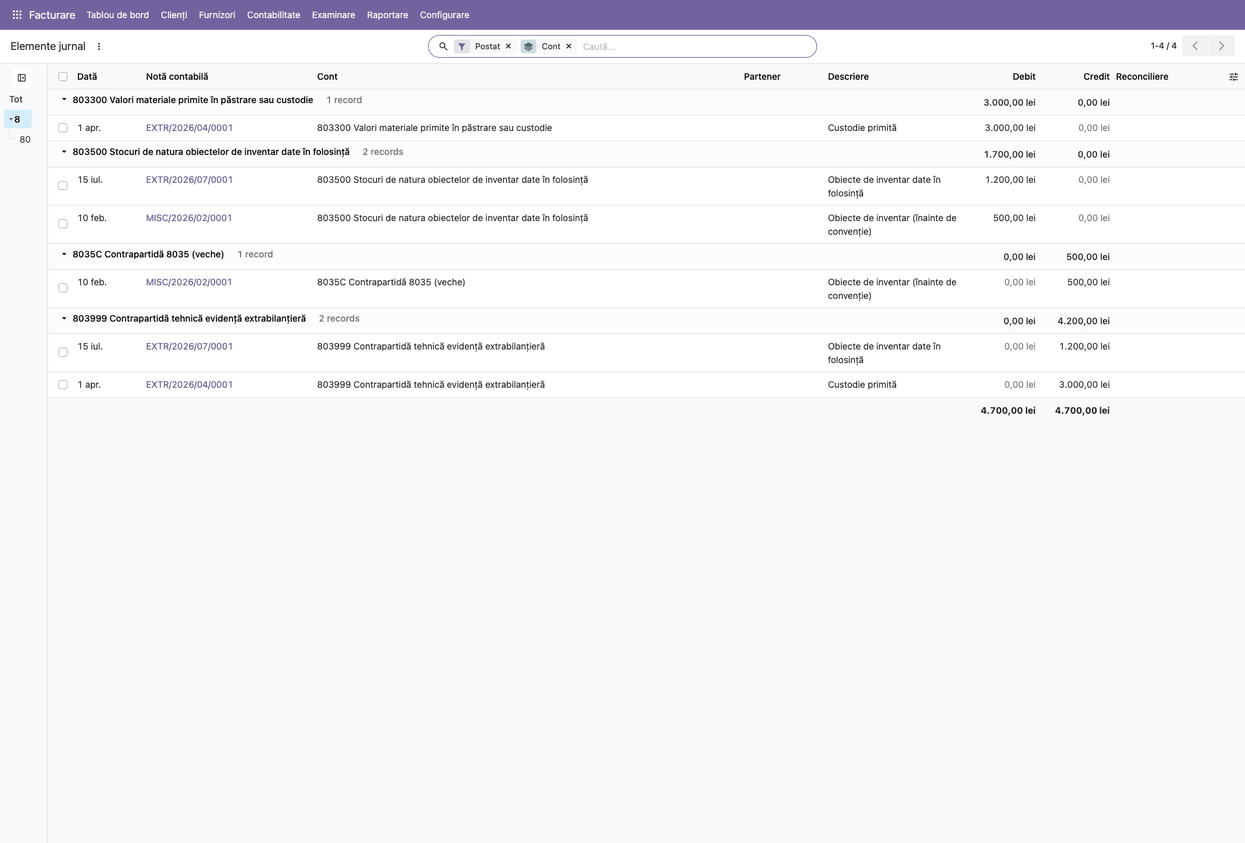 Facturare Tablou de bord Clienți Furnizori Contabilitate Examinare Raportare Configurare
Elemente jurnal Postat Cont Caută... 1-4 / 4
Dată Notă contabilă Cont Partener Descriere Debit Credit Reconciliere
Tot
8
80
803300 Valori materiale primite în păstrare sau custodie 1 record 3.000,00 lei 0,00 lei
1 apr. EXTR/2026/04/0001 803300 Valori materiale primite în păstrare sau custodie Custodie primită 3.000,00 lei 0,00 lei
803500 Stocuri de natura obiectelor de inventar date în folosință 2 records 1.700,00 lei 0,00 lei
15 iul. EXTR/2026/07/0001 803500 Stocuri de natura obiectelor de inventar date în folosință Obiecte de inventar date în 1.200,00 lei 0,00 lei
folosință
10 feb. MISC/2026/02/0001 803500 Stocuri de natura obiectelor de inventar date în folosință Obiecte de inventar (înainte de 500,00 lei 0,00 lei
convenție)
8035C Contrapartidă 8035 (veche) 1 record 0,00 lei 500,00 lei
10 feb. MISC/2026/02/0001 8035C Contrapartidă 8035 (veche) Obiecte de inventar (înainte de 0,00 lei 500,00 lei
convenție)
803999 Contrapartidă tehnică evidență extrabilanțieră 2 records 0,00 lei 4.200,00 lei
15 iul. EXTR/2026/07/0001 803999 Contrapartidă tehnică evidență extrabilanțieră Obiecte de inventar date în 0,00 lei 1.200,00 lei
folosință
1 apr. EXTR/2026/04/0001 803999 Contrapartidă tehnică evidență extrabilanțieră Custodie primită 0,00 lei 3.000,00 lei
4.700,00 lei 4.700,00 lei